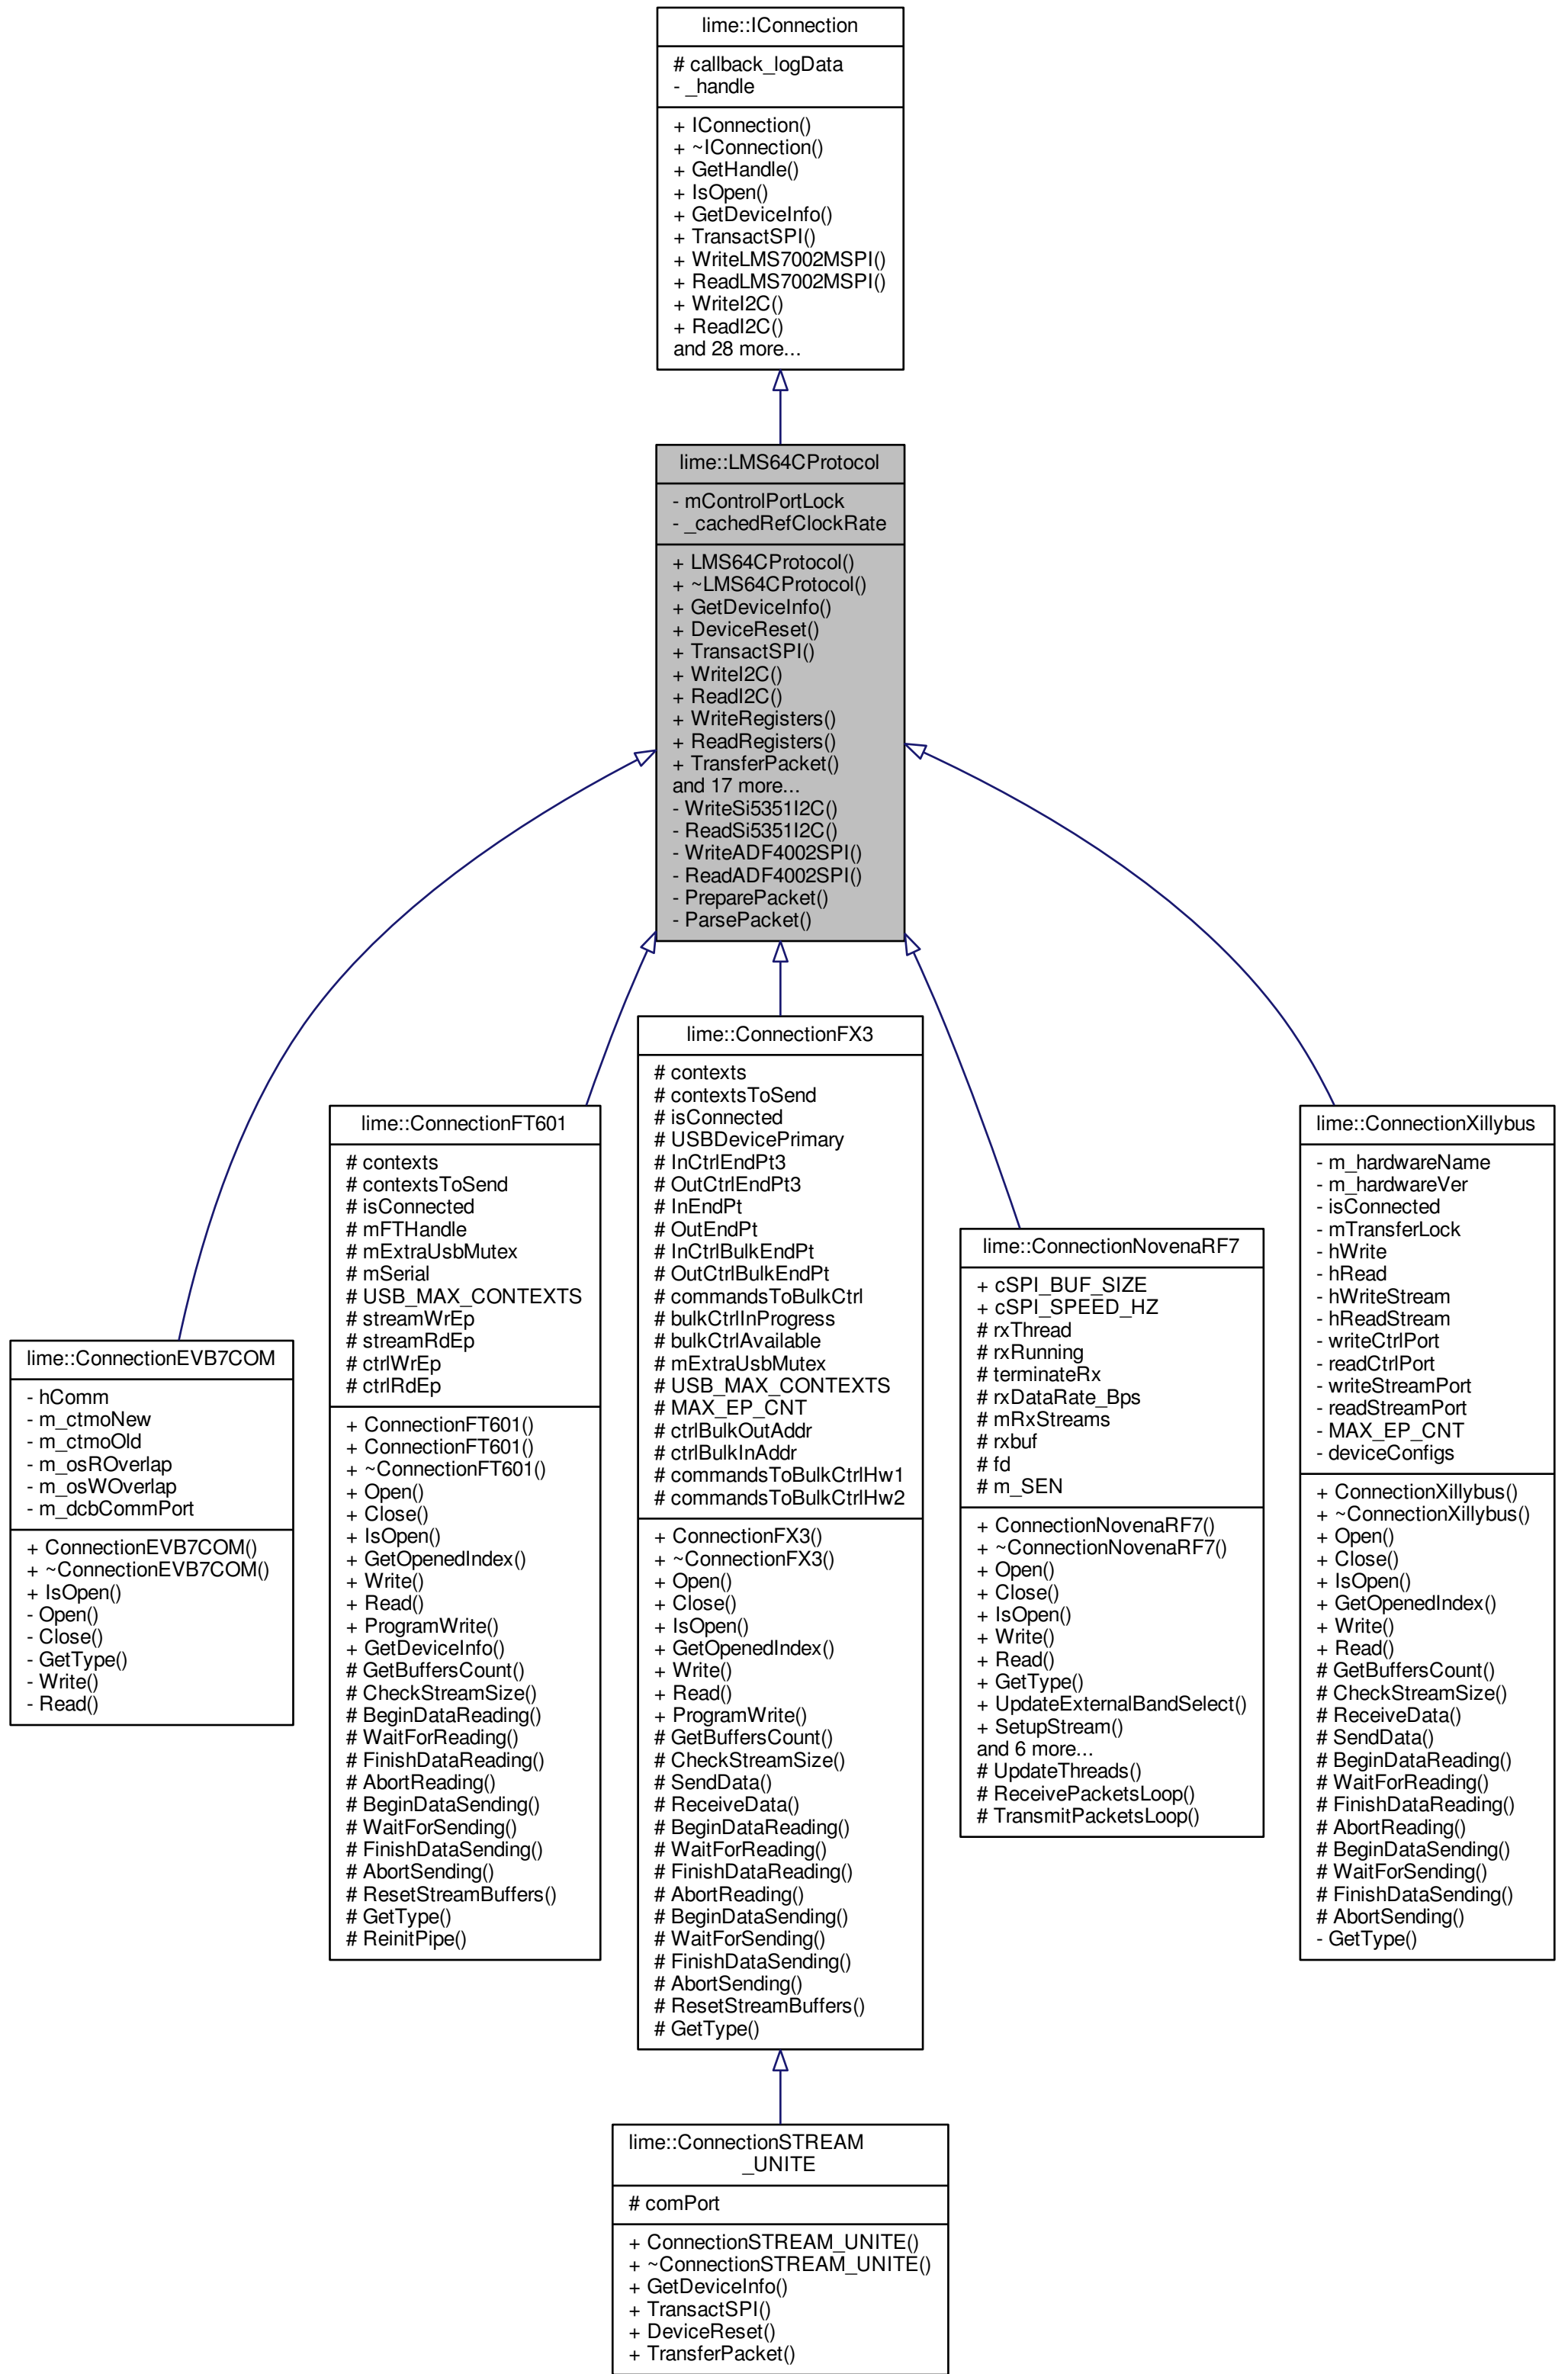 lime::IConnection
# callback_logData
- _handle
+ IConnection()
+ ~IConnection()
+ GetHandle()
+ IsOpen()
+ GetDeviceInfo()
+ TransactSPI()
+ WriteLMS7002MSPI()
+ ReadLMS7002MSPI()
+ WriteI2C()
+ ReadI2C()
and 28 more...
lime::LMS64CProtocol
- mControlPortLock
- _cachedRefClockRate
+ LMS64CProtocol()
+ ~LMS64CProtocol()
+ GetDeviceInfo()
+ DeviceReset()
+ TransactSPI()
+ WriteI2C()
+ ReadI2C()
+ WriteRegisters()
+ ReadRegisters()
+ TransferPacket()
and 17 more...
- WriteSi5351I2C()
- ReadSi5351I2C()
- WriteADF4002SPI()
- ReadADF4002SPI()
- PreparePacket()
- ParsePacket()
lime::ConnectionEVB7COM
- hComm
- m_ctmoNew
- m_ctmoOld
- m_osROverlap
- m_osWOverlap
- m_dcbCommPort
+ ConnectionEVB7COM()
+ ~ConnectionEVB7COM()
+ IsOpen()
- Open()
- Close()
- GetType()
- Write()
- Read()
lime::ConnectionFT601
# contexts
# contextsToSend
# isConnected
# mFTHandle
# mExtraUsbMutex
# mSerial
# USB_MAX_CONTEXTS
# streamWrEp
# streamRdEp
# ctrlWrEp
# ctrlRdEp
+ ConnectionFT601()
+ ConnectionFT601()
+ ~ConnectionFT601()
+ Open()
+ Close()
+ IsOpen()
+ GetOpenedIndex()
+ Write()
+ Read()
+ ProgramWrite()
+ GetDeviceInfo()
# GetBuffersCount()
# CheckStreamSize()
# BeginDataReading()
# WaitForReading()
# FinishDataReading()
# AbortReading()
# BeginDataSending()
# WaitForSending()
# FinishDataSending()
# AbortSending()
# ResetStreamBuffers()
# GetType()
# ReinitPipe()
lime::ConnectionFX3
# contexts
# contextsToSend
# isConnected
# USBDevicePrimary
# InCtrlEndPt3
# OutCtrlEndPt3
# InEndPt
# OutEndPt
# InCtrlBulkEndPt
# OutCtrlBulkEndPt
# commandsToBulkCtrl
# bulkCtrlInProgress
# bulkCtrlAvailable
# mExtraUsbMutex
# USB_MAX_CONTEXTS
# MAX_EP_CNT
# ctrlBulkOutAddr
# ctrlBulkInAddr
# commandsToBulkCtrlHw1
# commandsToBulkCtrlHw2
+ ConnectionFX3()
+ ~ConnectionFX3()
+ Open()
+ Close()
+ IsOpen()
+ GetOpenedIndex()
+ Write()
+ Read()
+ ProgramWrite()
# GetBuffersCount()
# CheckStreamSize()
# SendData()
# ReceiveData()
# BeginDataReading()
# WaitForReading()
# FinishDataReading()
# AbortReading()
# BeginDataSending()
# WaitForSending()
# FinishDataSending()
# AbortSending()
# ResetStreamBuffers()
# GetType()
lime::ConnectionNovenaRF7
+ cSPI_BUF_SIZE
+ cSPI_SPEED_HZ
# rxThread
# rxRunning
# terminateRx
# rxDataRate_Bps
# mRxStreams
# rxbuf
# fd
# m_SEN
+ ConnectionNovenaRF7()
+ ~ConnectionNovenaRF7()
+ Open()
+ Close()
+ IsOpen()
+ Write()
+ Read()
+ GetType()
+ UpdateExternalBandSelect()
+ SetupStream()
and 6 more...
# UpdateThreads()
# ReceivePacketsLoop()
# TransmitPacketsLoop()
lime::ConnectionXillybus
- m_hardwareName
- m_hardwareVer
- isConnected
- mTransferLock
- hWrite
- hRead
- hWriteStream
- hReadStream
- writeCtrlPort
- readCtrlPort
- writeStreamPort
- readStreamPort
- MAX_EP_CNT
- deviceConfigs
+ ConnectionXillybus()
+ ~ConnectionXillybus()
+ Open()
+ Close()
+ IsOpen()
+ GetOpenedIndex()
+ Write()
+ Read()
# GetBuffersCount()
# CheckStreamSize()
# ReceiveData()
# SendData()
# BeginDataReading()
# WaitForReading()
# FinishDataReading()
# AbortReading()
# BeginDataSending()
# WaitForSending()
# FinishDataSending()
# AbortSending()
- GetType()
lime::ConnectionSTREAM
_UNITE
# comPort
+ ConnectionSTREAM_UNITE()
+ ~ConnectionSTREAM_UNITE()
+ GetDeviceInfo()
+ TransactSPI()
+ DeviceReset()
+ TransferPacket()